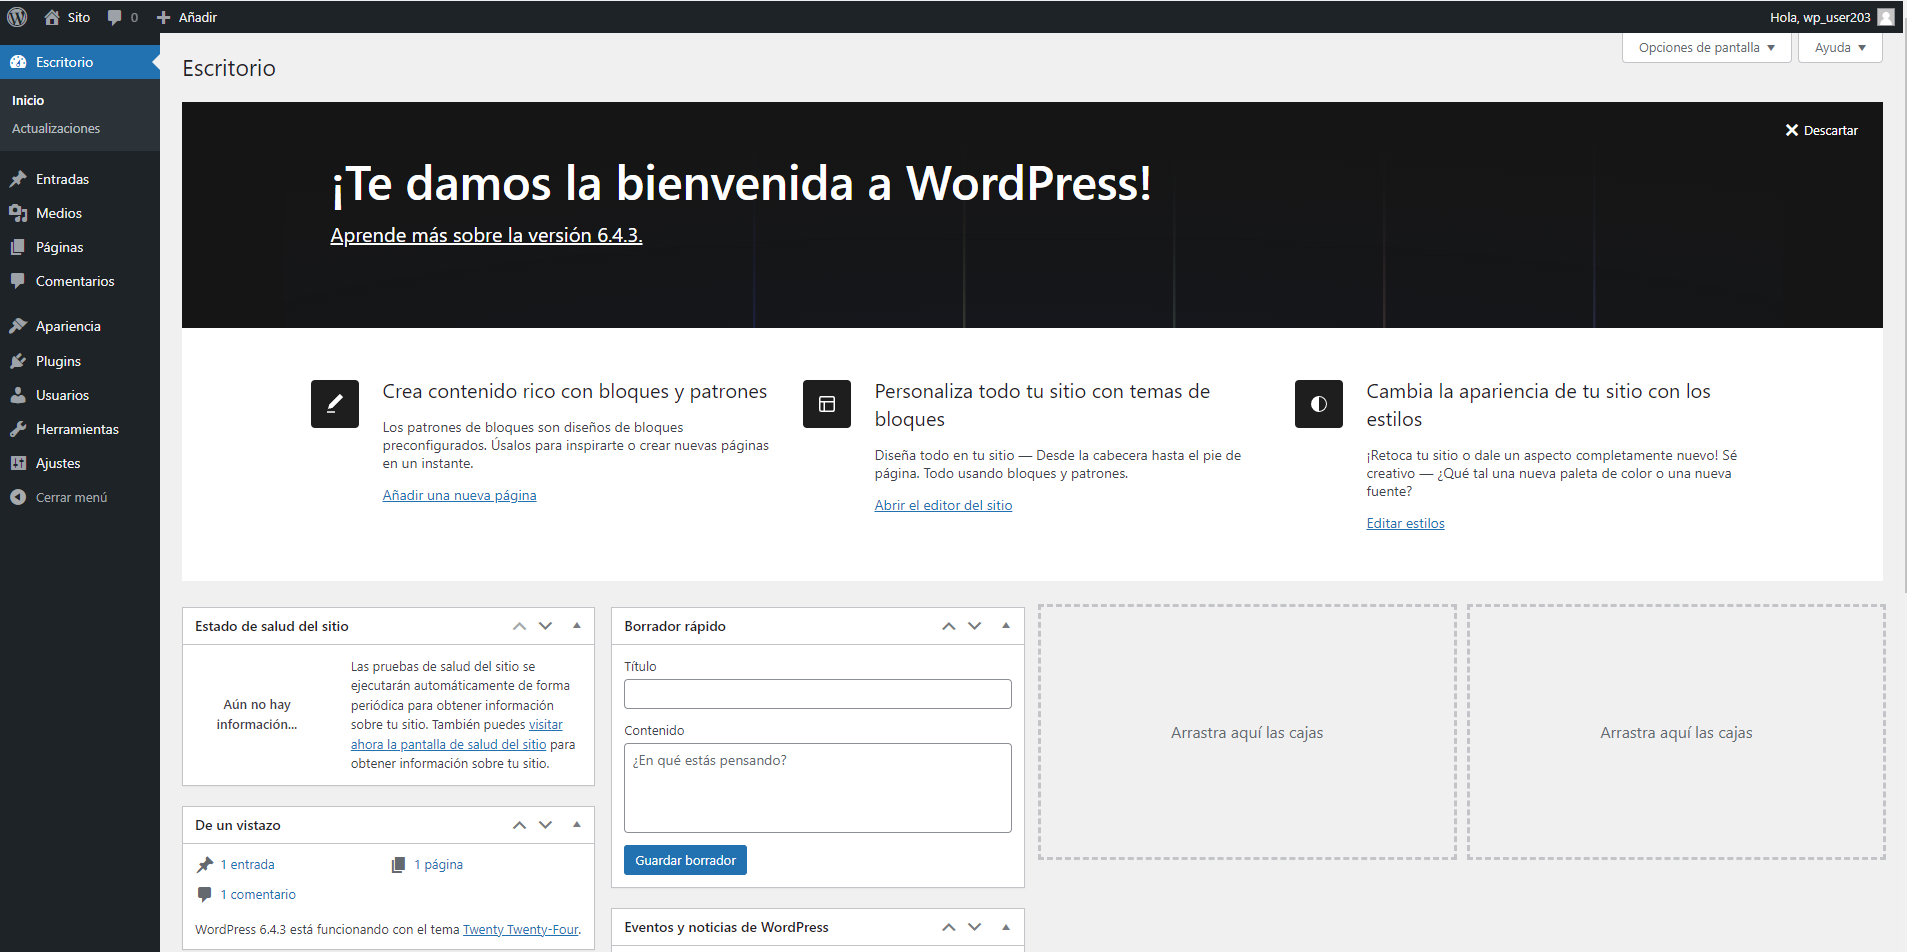 Sito
0
Añadir
Hola, wp_user203
Escritorio
Inicio
Actualizaciones
Entradas
Medios
Páginas
Comentarios
Apariencia
Plugins
Usuarios
Herramientas
Ajustes
Cerrar menú
Opciones de pantalla
Ayuda
Escritorio
Descartar
¡Te damos la bienvenida a WordPress!
Aprende más sobre la versión 6.4.3.
Crea contenido rico con bloques y patrones
Los patrones de bloques son diseños de bloques
preconfigurados. Úsalos para inspirarte o crear nuevas páginas
en un instante.
Añadir una nueva página
Personaliza todo tu sitio con temas de
bloques
Diseña todo en tu sitio — Desde la cabecera hasta el pie de
página. Todo usando bloques y patrones.
Abrir el editor del sitio
Cambia la apariencia de tu sitio con los
estilos
¡Retoca tu sitio o dale un aspecto completamente nuevo! Sé
creativo — ¿Qué tal una nueva paleta de color o una nueva
fuente?
Editar estilos
Estado de salud del sitio
Aún no hay
información...
Las pruebas de salud del sitio se
ejecutarán automáticamente de forma
periódica para obtener información
sobre tu sitio. También puedes visitar
ahora la pantalla de salud del sitio para
obtener información sobre tu sitio.
De un vistazo
1 entrada
1 página
1 comentario
WordPress 6.4.3 está funcionando con el tema Twenty Twenty-Four.
Borrador rápido
Título
Contenido
¿En qué estás pensando?
Guardar borrador
Eventos y noticias de WordPress
Arrastra aquí las cajas
Arrastra aquí las cajas